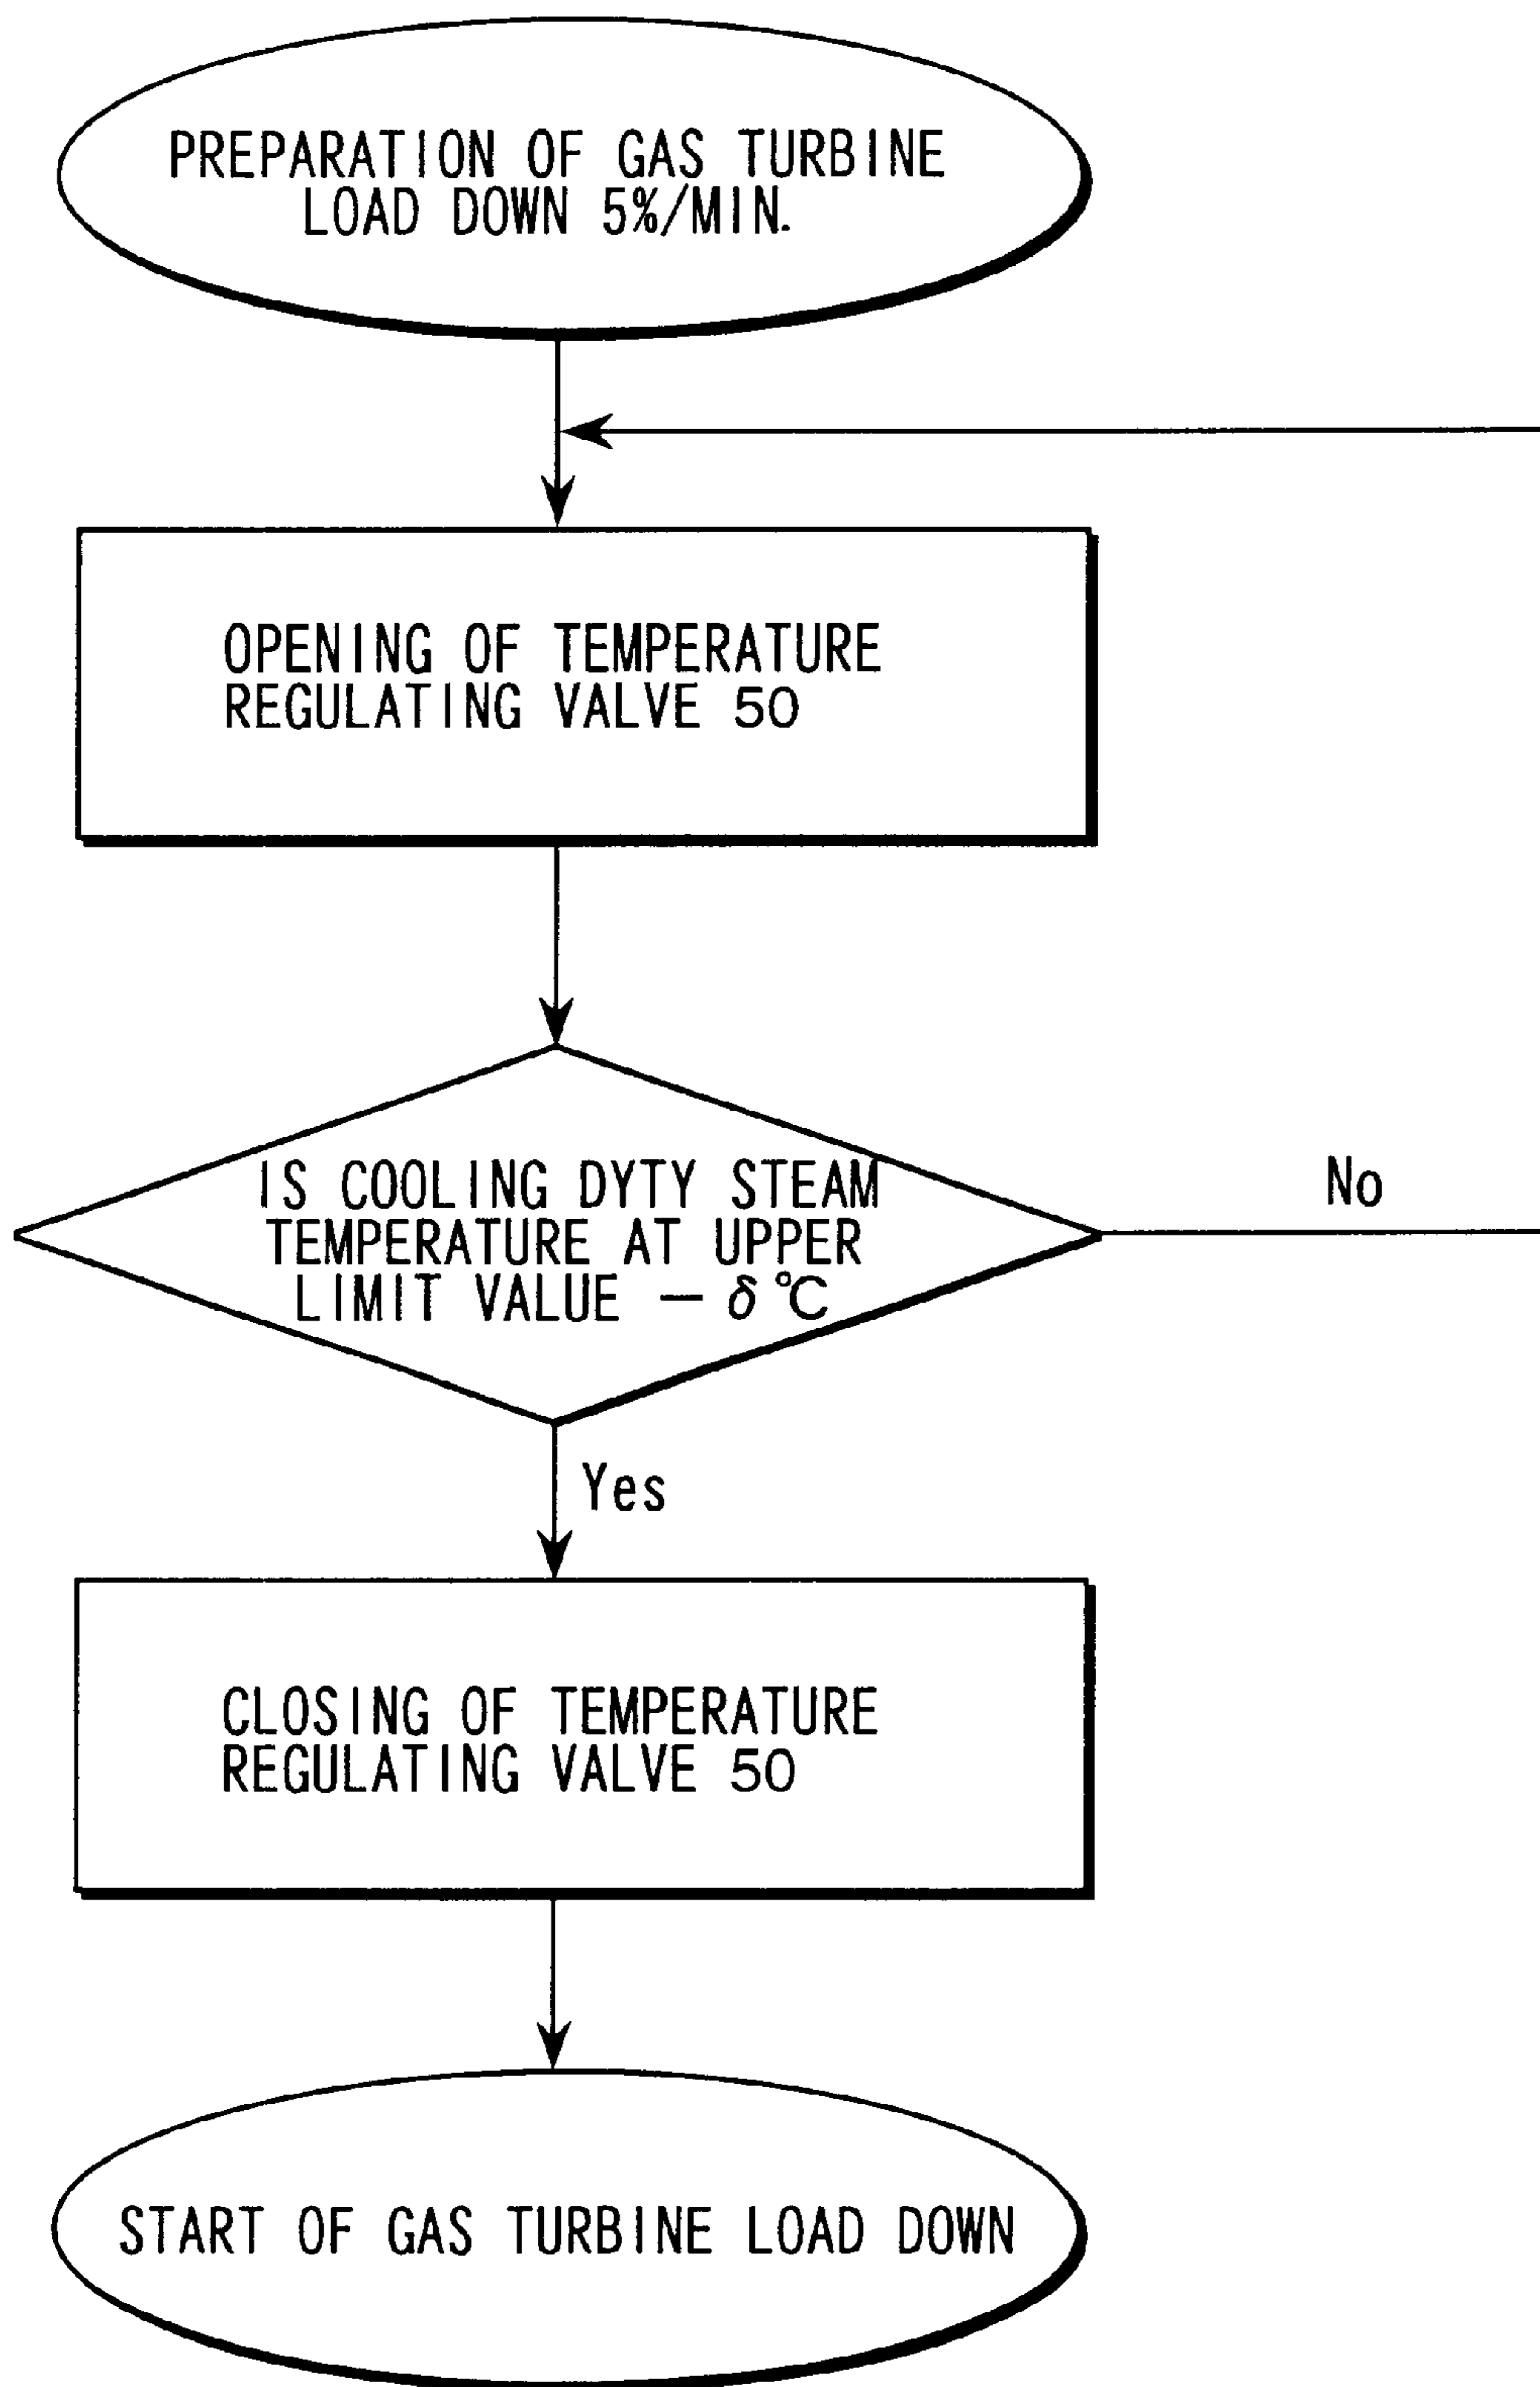 PREPARATION OF GAS TURBINE
LOAD DOWN 5%/MIN.
OPENING OF TEMPERATURE
REGULATING VALVE 50
IS COOLING DYTY STEAM
TEMPERATURE AT UPPER
LIMIT VALUE — δ°C
No
Yes
CLOSING OF TEMPERATURE
REGULATING VALVE 50
START OF GAS TURBINE LOAD DOWN